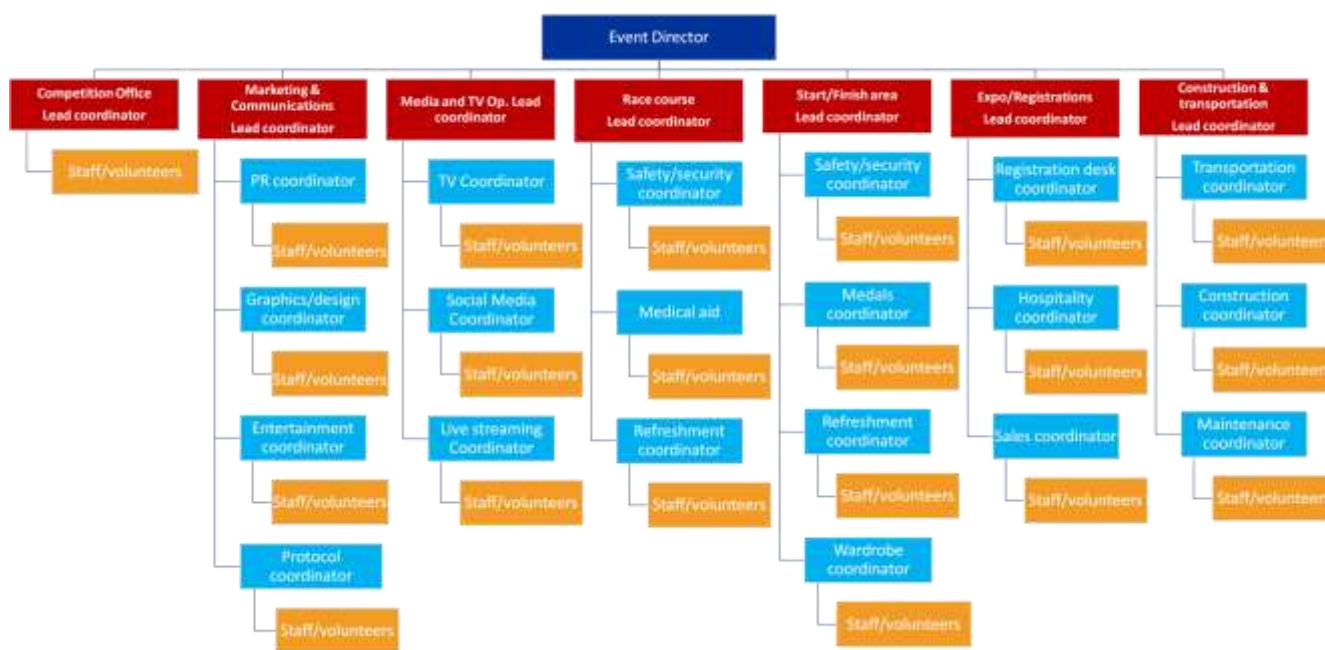 Event Director
Competition Office
Lead coordinator
Staff/volunteers
Marketing &
Communications
Lead coordinator
PR coordinator
Staff/volunteers
Graphics/design
coordinator
Staff/volunteers
Entertainment
coordinator
Staff/volunteers
Protocol
coordinator
Staff/volunteers
Media and TV Op. Lead
coordinator
TV Coordinator
Staff/volunteers
Social Media
Coordinator
Staff/volunteers
Live streaming
Coordinator
Staff/volunteers
Race course
Lead coordinator
Safety/security
coordinator
Staff/volunteers
Medical aid
Staff/volunteers
Refreshment
coordinator
Staff/volunteers
Start/Finish area
Lead coordinator
Safety/security
coordinator
Staff/volunteers
Medals
coordinator
Staff/volunteers
Refreshment
coordinator
Staff/volunteers
Wardrobe
coordinator
Staff/volunteers
Expo/Registrations
Lead coordinator
Registration desk
coordinator
Staff/volunteers
Hospitality
coordinator
Staff/volunteers
Sales coordinator
Staff/volunteers
Construction &
transportation
Lead coordinator
Transportation
coordinator
Staff/volunteers
Construction
coordinator
Staff/volunteers
Maintenance
coordinator
Staff/volunteers